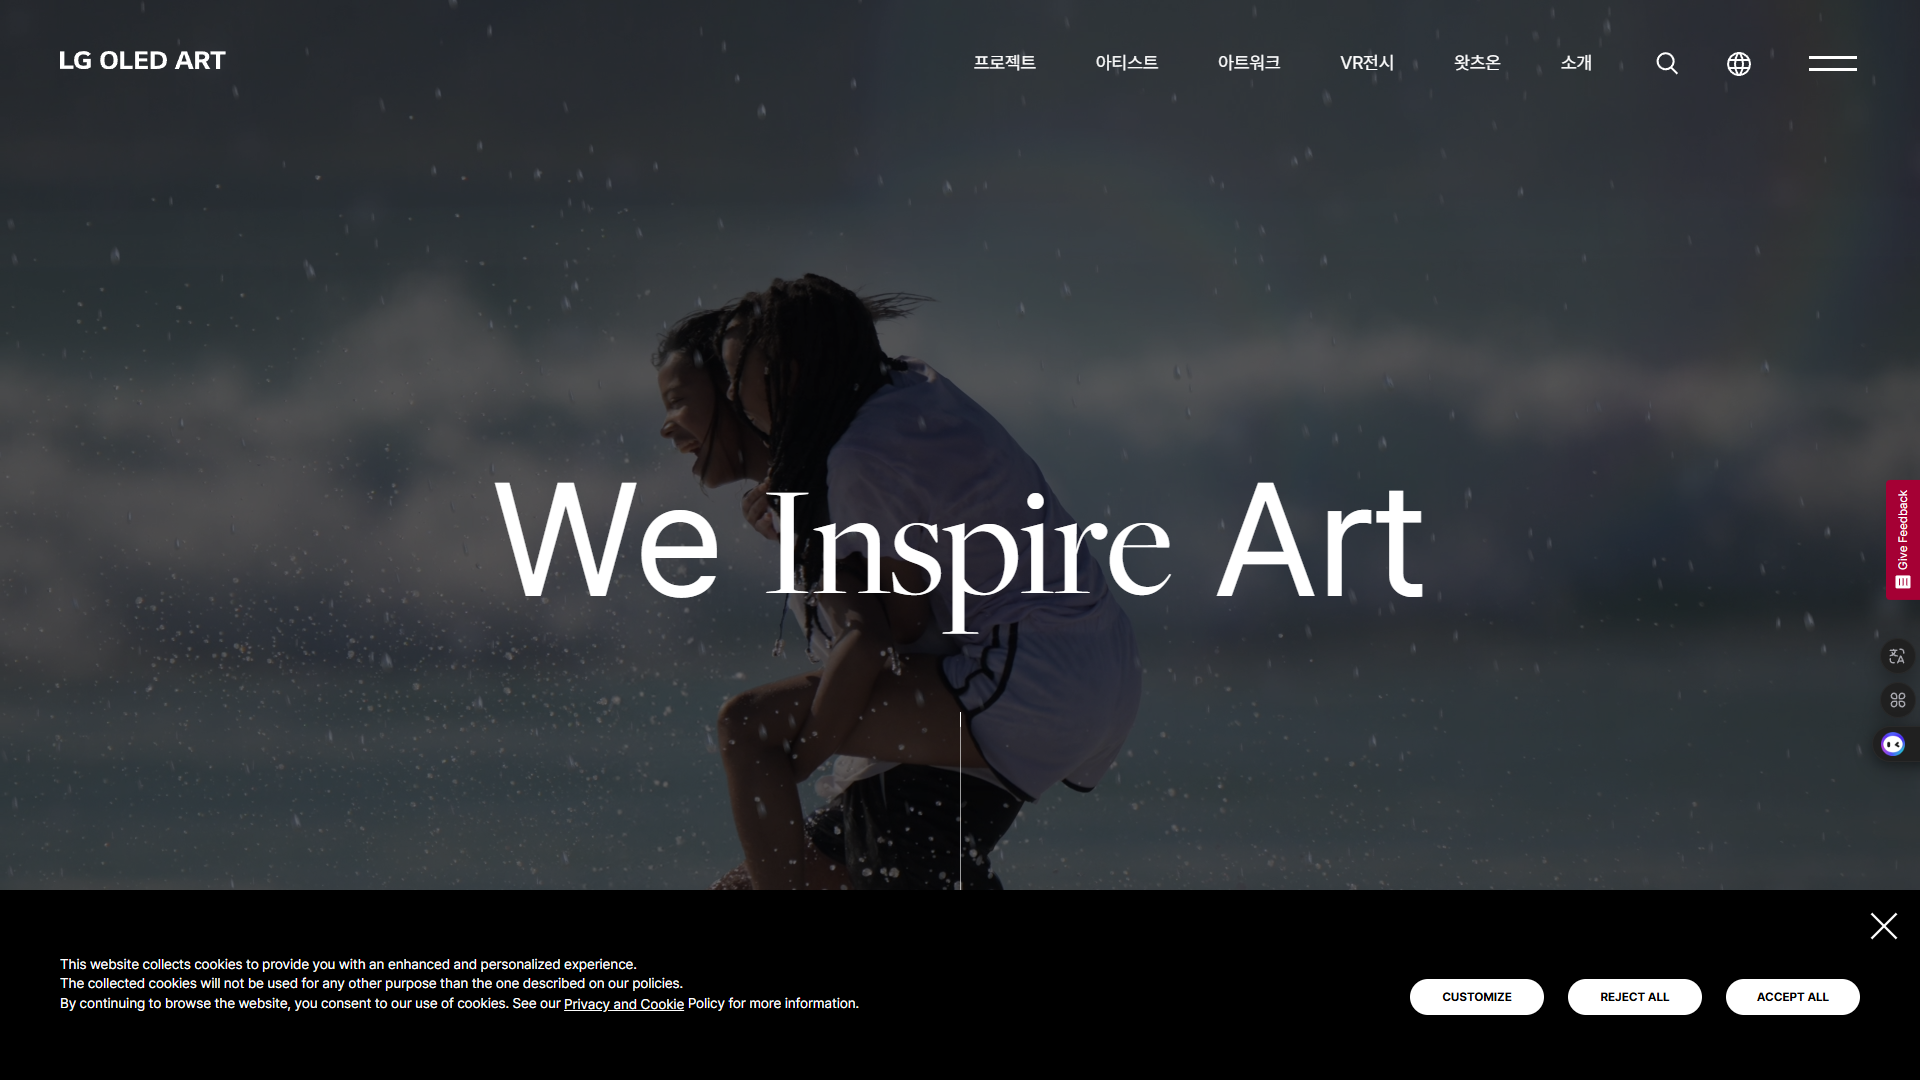 LG OLED ART
프로젝트
아티스트
아트워크
VR전시
왓츠온
소개
We Inspire Art
Give Feedback
This website collects cookies to provide you with an enhanced and personalized experience.
The collected cookies will not be used for any other purpose than the one described on our policies.
By continuing to browse the website, you consent to our use of cookies. See our Privacy and Cookie Policy for more information.
CUSTOMIZE
REJECT ALL
ACCEPT ALL